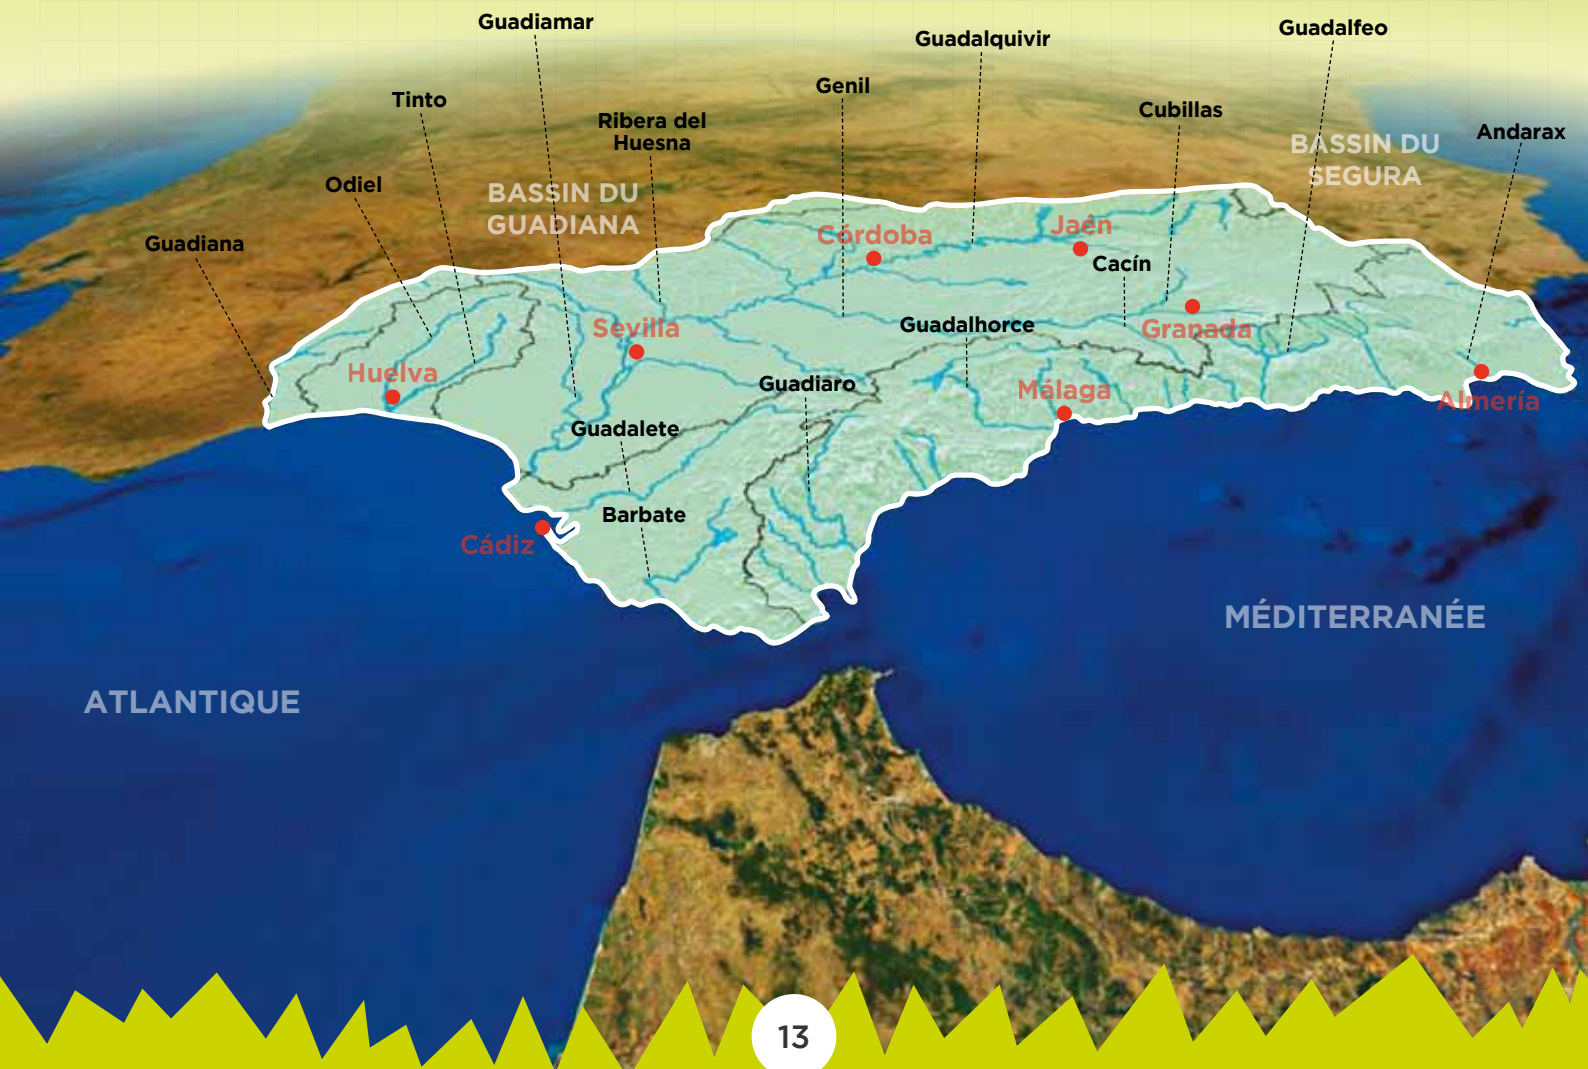 Guadiamar
Guadalfeo
Guadalquivir
Genil
Tinto
Cubillas
Ribera del
Huesna
Andarax
BASSIN DU
SEGURA
Odiel
BASSIN DU
GUADIANA
Guadiana
Córdoba
Jaén
Cacín
Sevilla
Guadalhorce
Granada
Huelva
Guadiaro
Málaga
Almería
Guadalete
Barbate
Cádiz
MÉDITERRANÉE
ATLANTIQUE
13